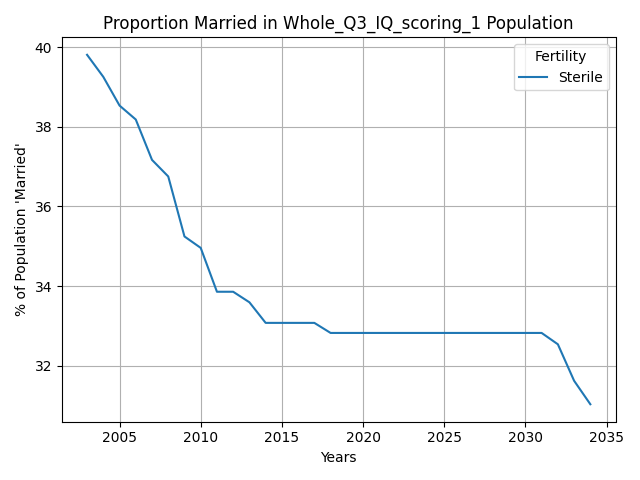 Proportion Married in Whole_Q3_IQ_scoring_1 Population
Fertility
Sterile
% of Population 'Married'
40
38
36
34
32
2005 2010 2015 2020 2025 2030 2035
Years